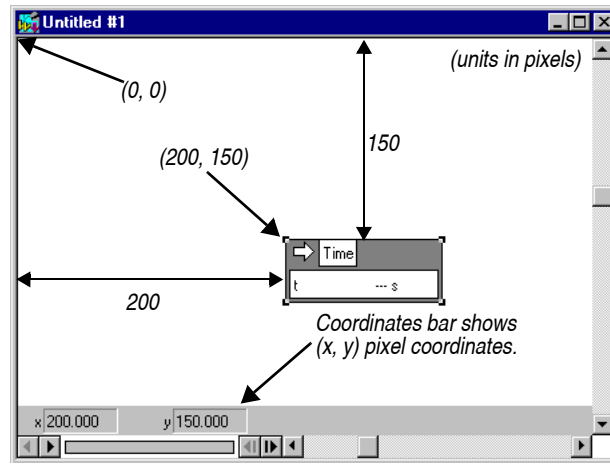 Untitled #1
(units in pixels)
(0, 0)
150
(200, 150)
Time
t --- s
200
Coordinates bar shows
(x, y) pixel coordinates.
x 200.000 y 150.000